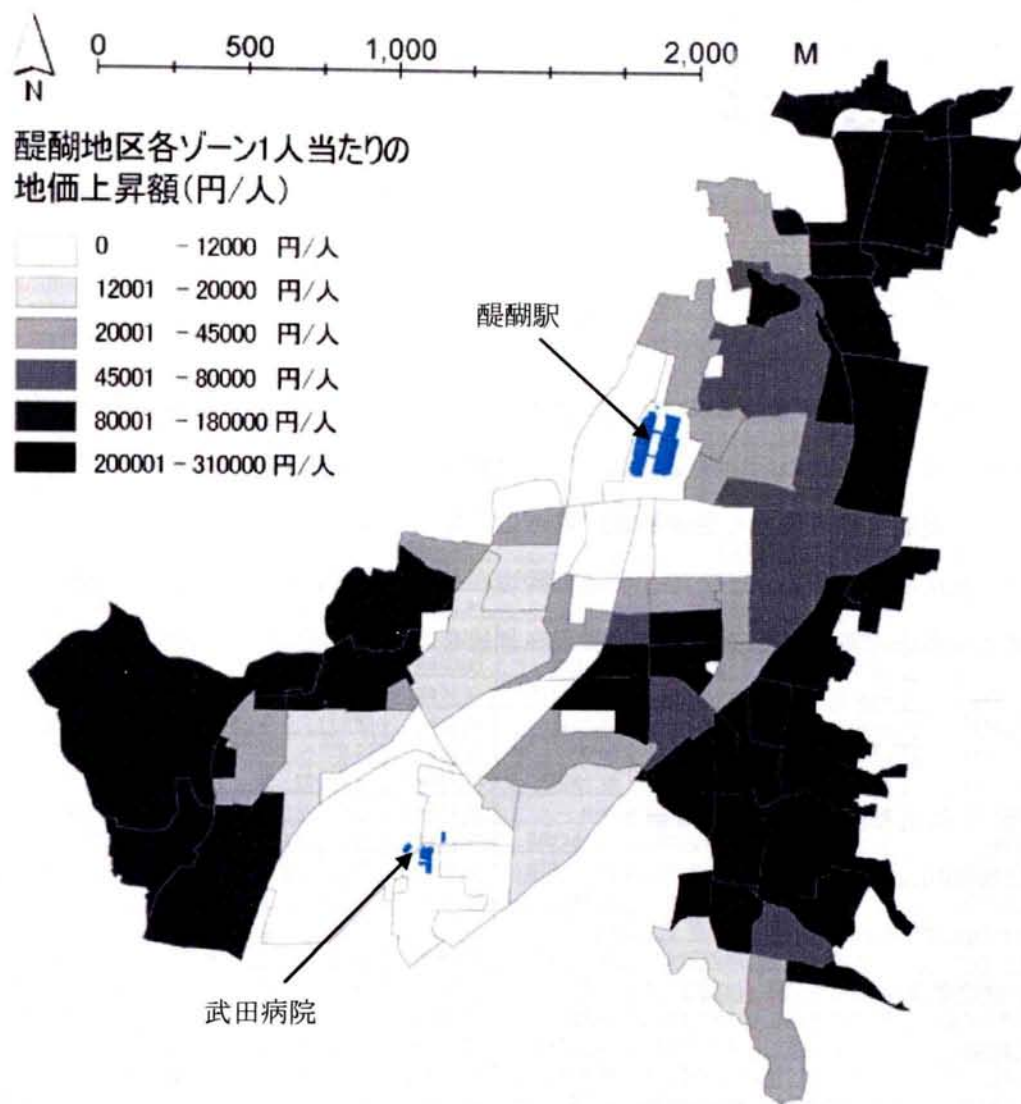 0 500 1,000 2,000 M
N
醍醐地区各ゾーン1人当たりの
地価上昇額(円/人)
0 -12000 円/人
12001 -20000 円/人
20001 -45000 円/人
45001 -80000 円/人
80001 -180000 円/人
200001 -310000 円/人
醍醐駅
武田病院